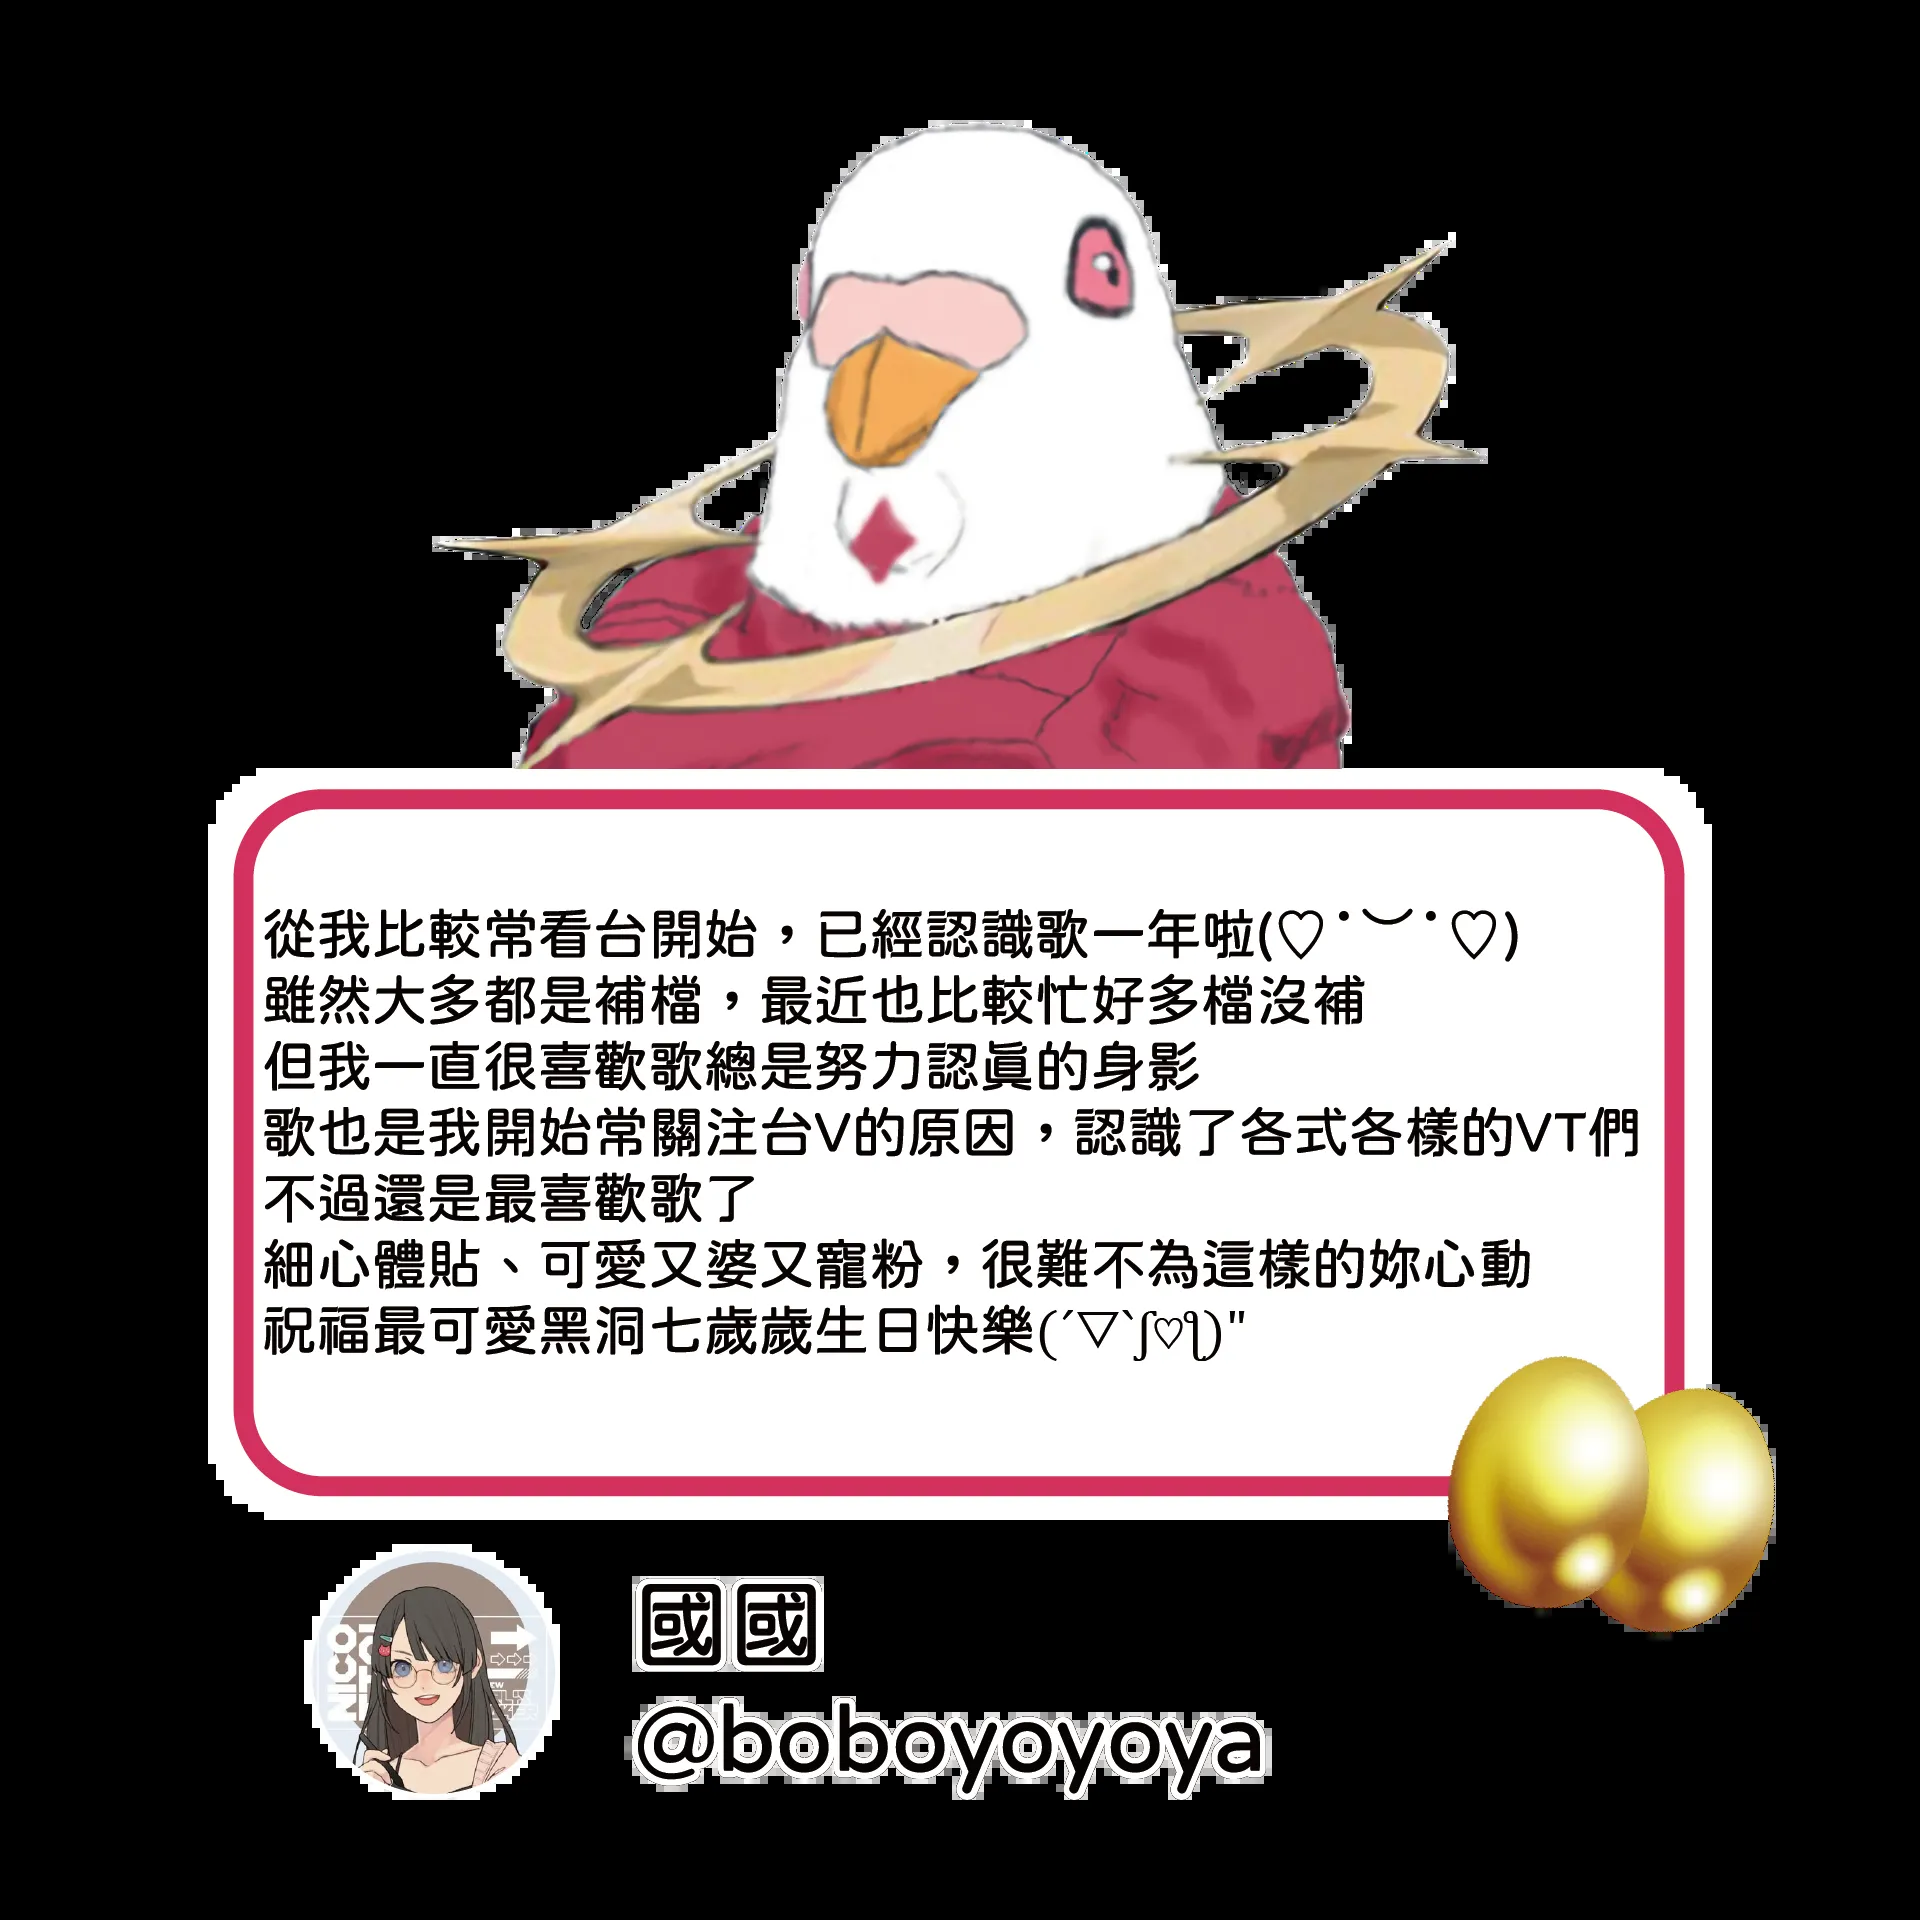 從我比較常看台開始，已經認識歌一年啦(♡˙︶˙♡)
雖然大多都是補檔，最近也比較忙好多檔沒補
但我一直很喜歡歌總是努力認真的身影
歌也是我開始常關注台V的原因，認識了各式各樣的VT們
不過還是最喜歡歌了
細心體貼、可愛又婆又寵粉，很難不為這樣的妳心動
祝福最可愛黑洞七歲歲生日快樂(´▽`ʃ♡ƪ)"
NICO
國國
@boboyoyoya